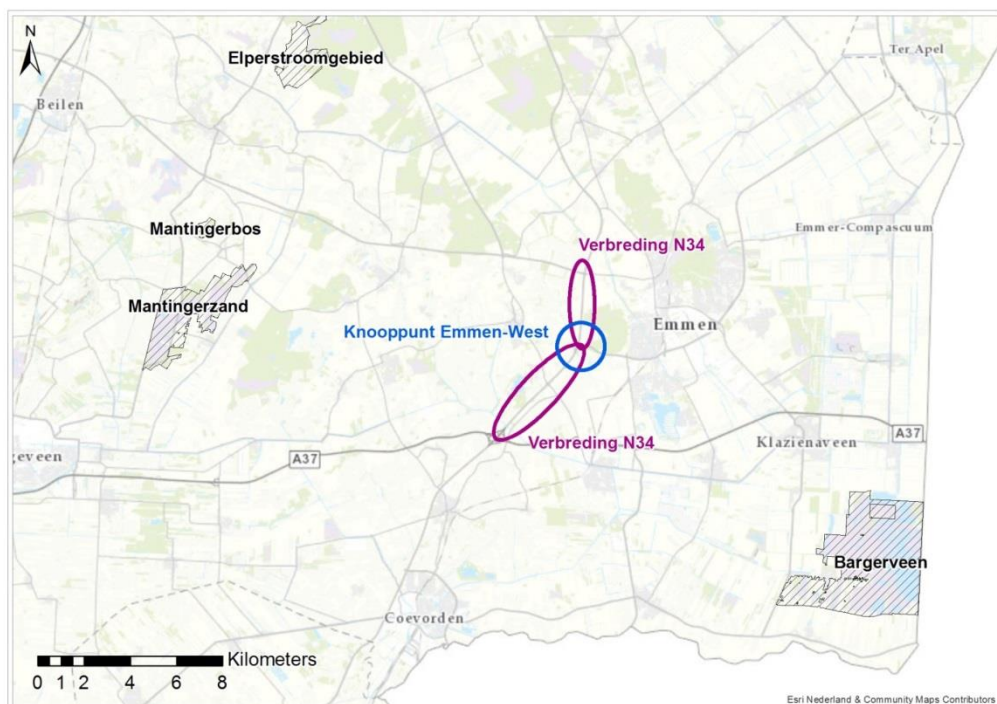 N
Elperstroomgebied
Ter Apel
Beilen
Mantingerbos
Emmer-Compascuum
Verbreding N34
Mantingerzand
Knooppunt Emmen-West
Emmen
Verbreding N34
Klazienaveen
A37
geveen
A37
Bargerveen
Coevorden
Kilometers
0 1 2 4 6 8
Esri Nederland & Community Maps Contributors